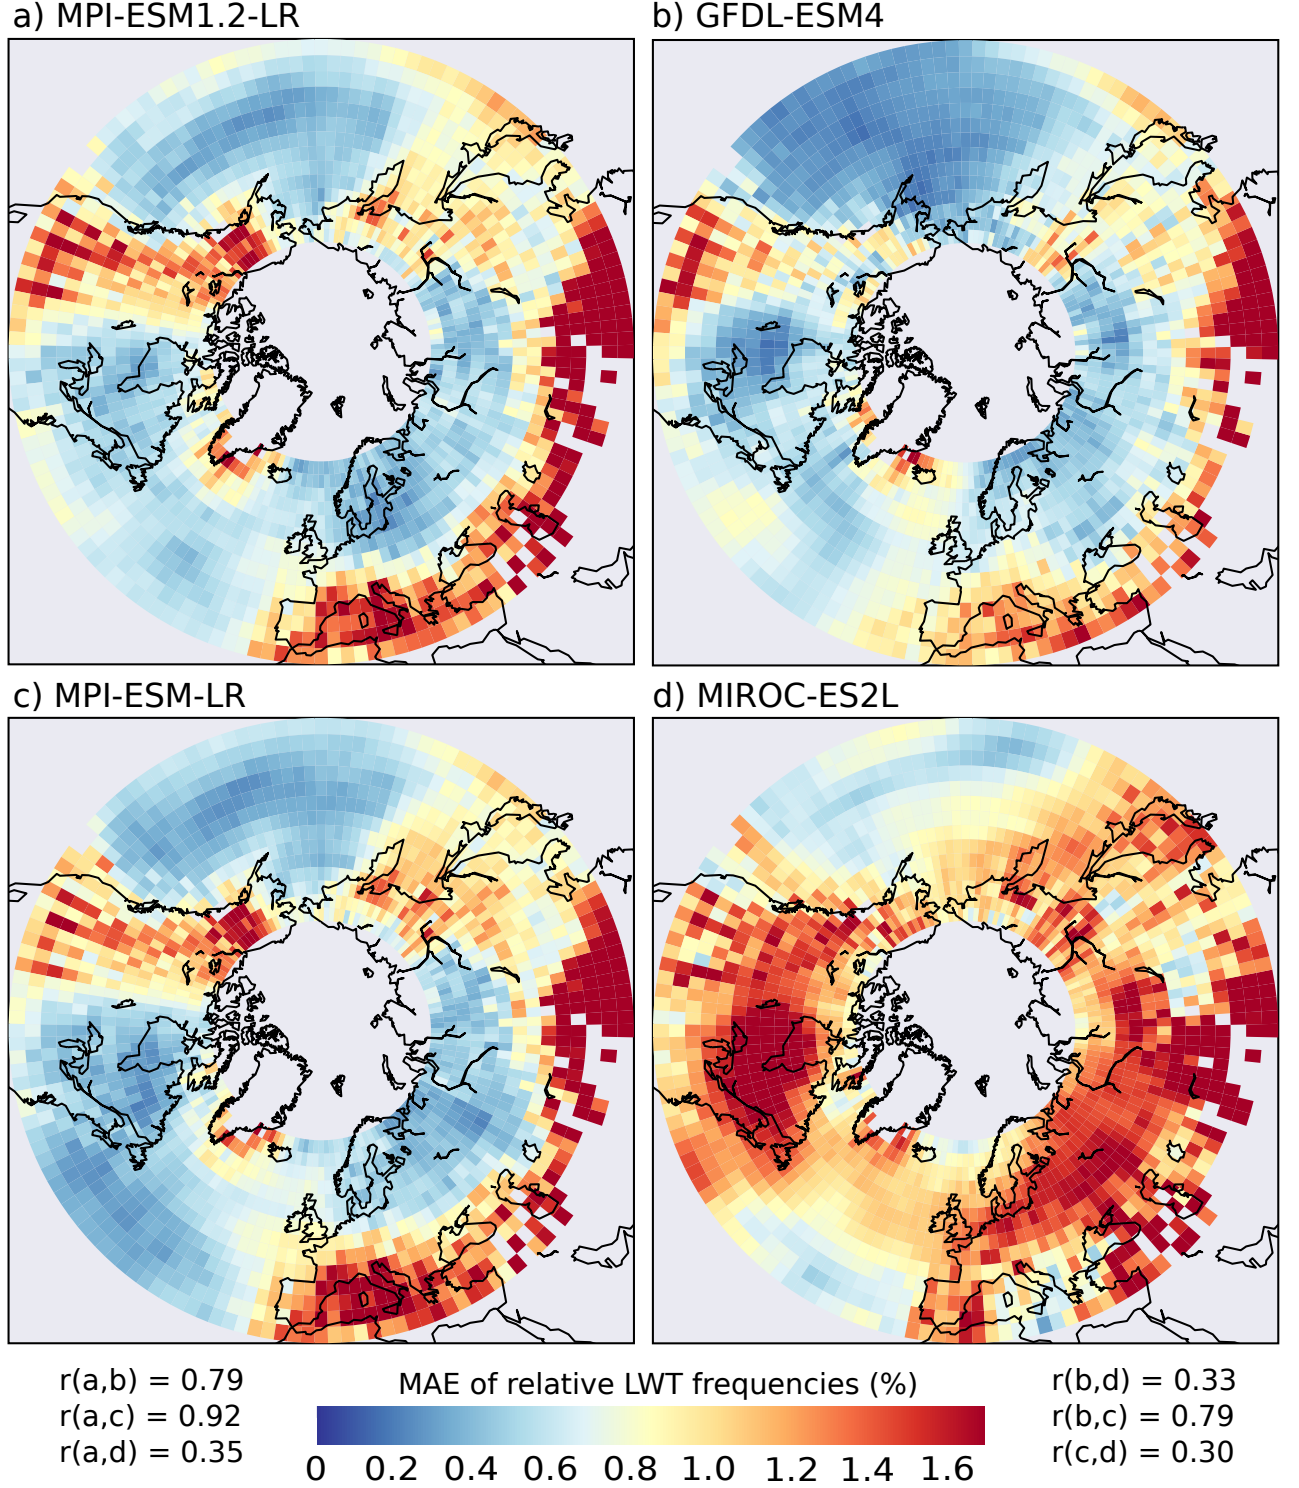 a) MPI-ESM1.2-LR
b) GFDL-ESM4
c) MPI-ESM-LR
d) MIROC-ES2L
r(a,b) = 0.79
r(a,c) = 0.92
r(a,d) = 0.35
MAE of relative LWT frequencies (%)
0 0.2 0.4 0.6 0.8 1.0 1.2 1.4 1.6
r(b,d) = 0.33
r(b,c) = 0.79
r(c,d) = 0.30